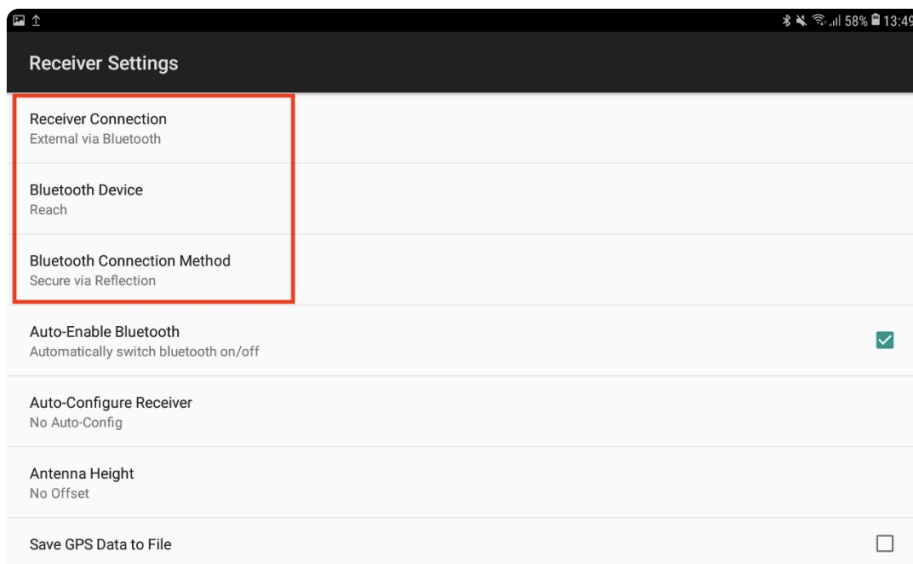 58% 13:49
Receiver Settings
Receiver Connection
External via Bluetooth
Bluetooth Device
Reach
Bluetooth Connection Method
Secure via Reflection
Auto-Enable Bluetooth
Automatically switch bluetooth on/off
Auto-Configure Receiver
No Auto-Config
Antenna Height
No Offset
Save GPS Data to File